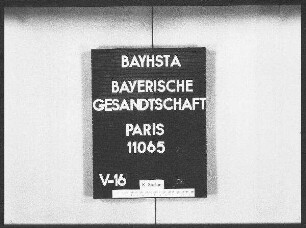 BAYHSTA
BAYERISCHE
GESANDTSCHAFT
PARIS
11065
V-16